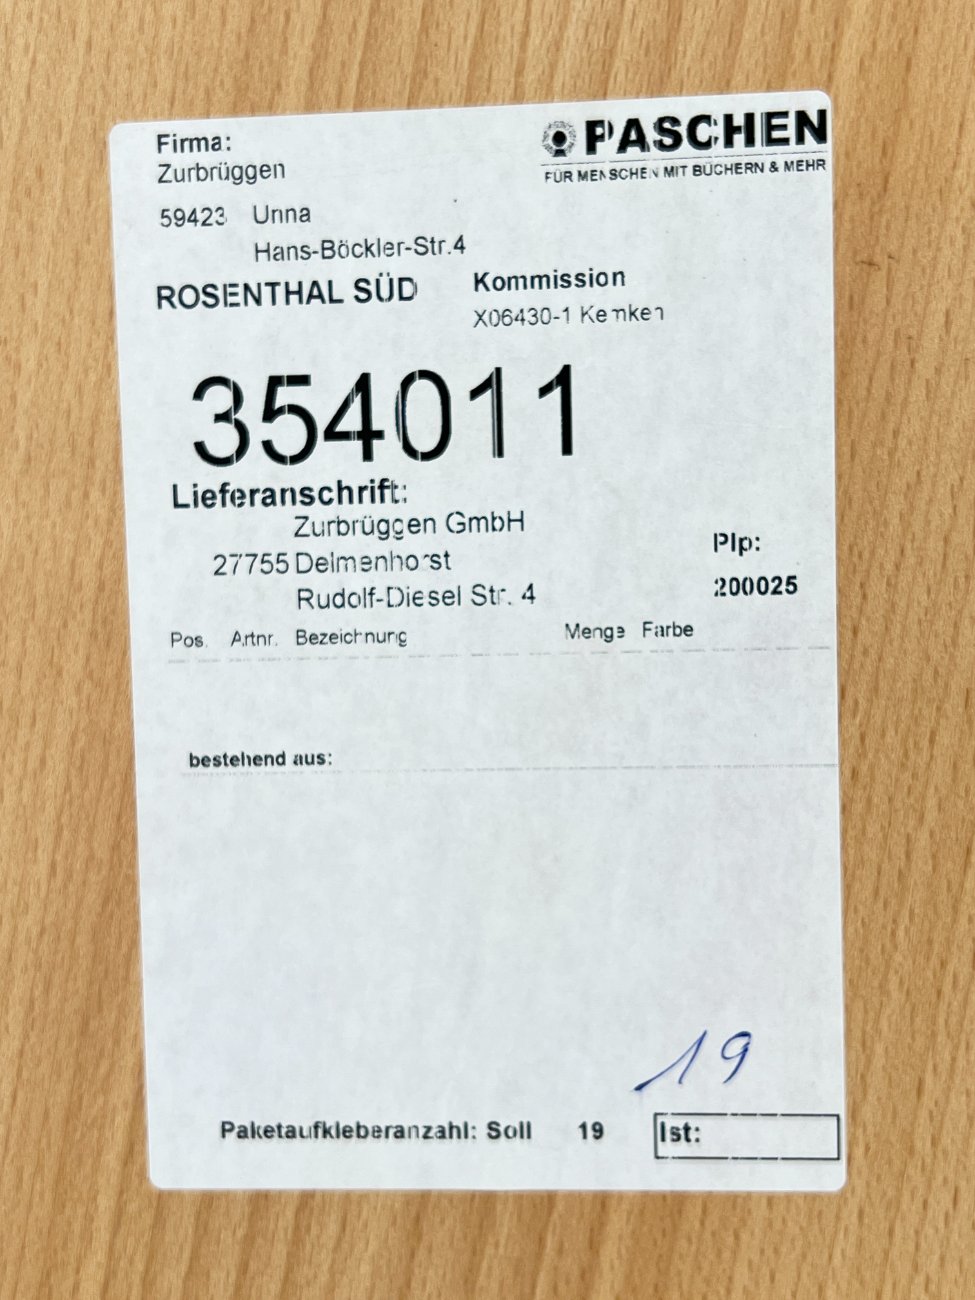 Firma:
Zurbrüggen
PASCHEN
FÜR MENSCHEN MIT BÜCHERN & MEHR
59423 Unna
Hans-Böckler-Str.4
ROSENTHAL SÜD
Kommission
X06430-1 Kemken
354011
Lieferanschrift:
Zurbrüggen GmbH
27755 Delmenhorst
Rudolf-Diesel Str. 4
Plp:
200025
Pos. Artnr. Bezeichnung Menge Farbe
bestehend aus:
19
Paketaufkleberanzahl: Soll 19 Ist: